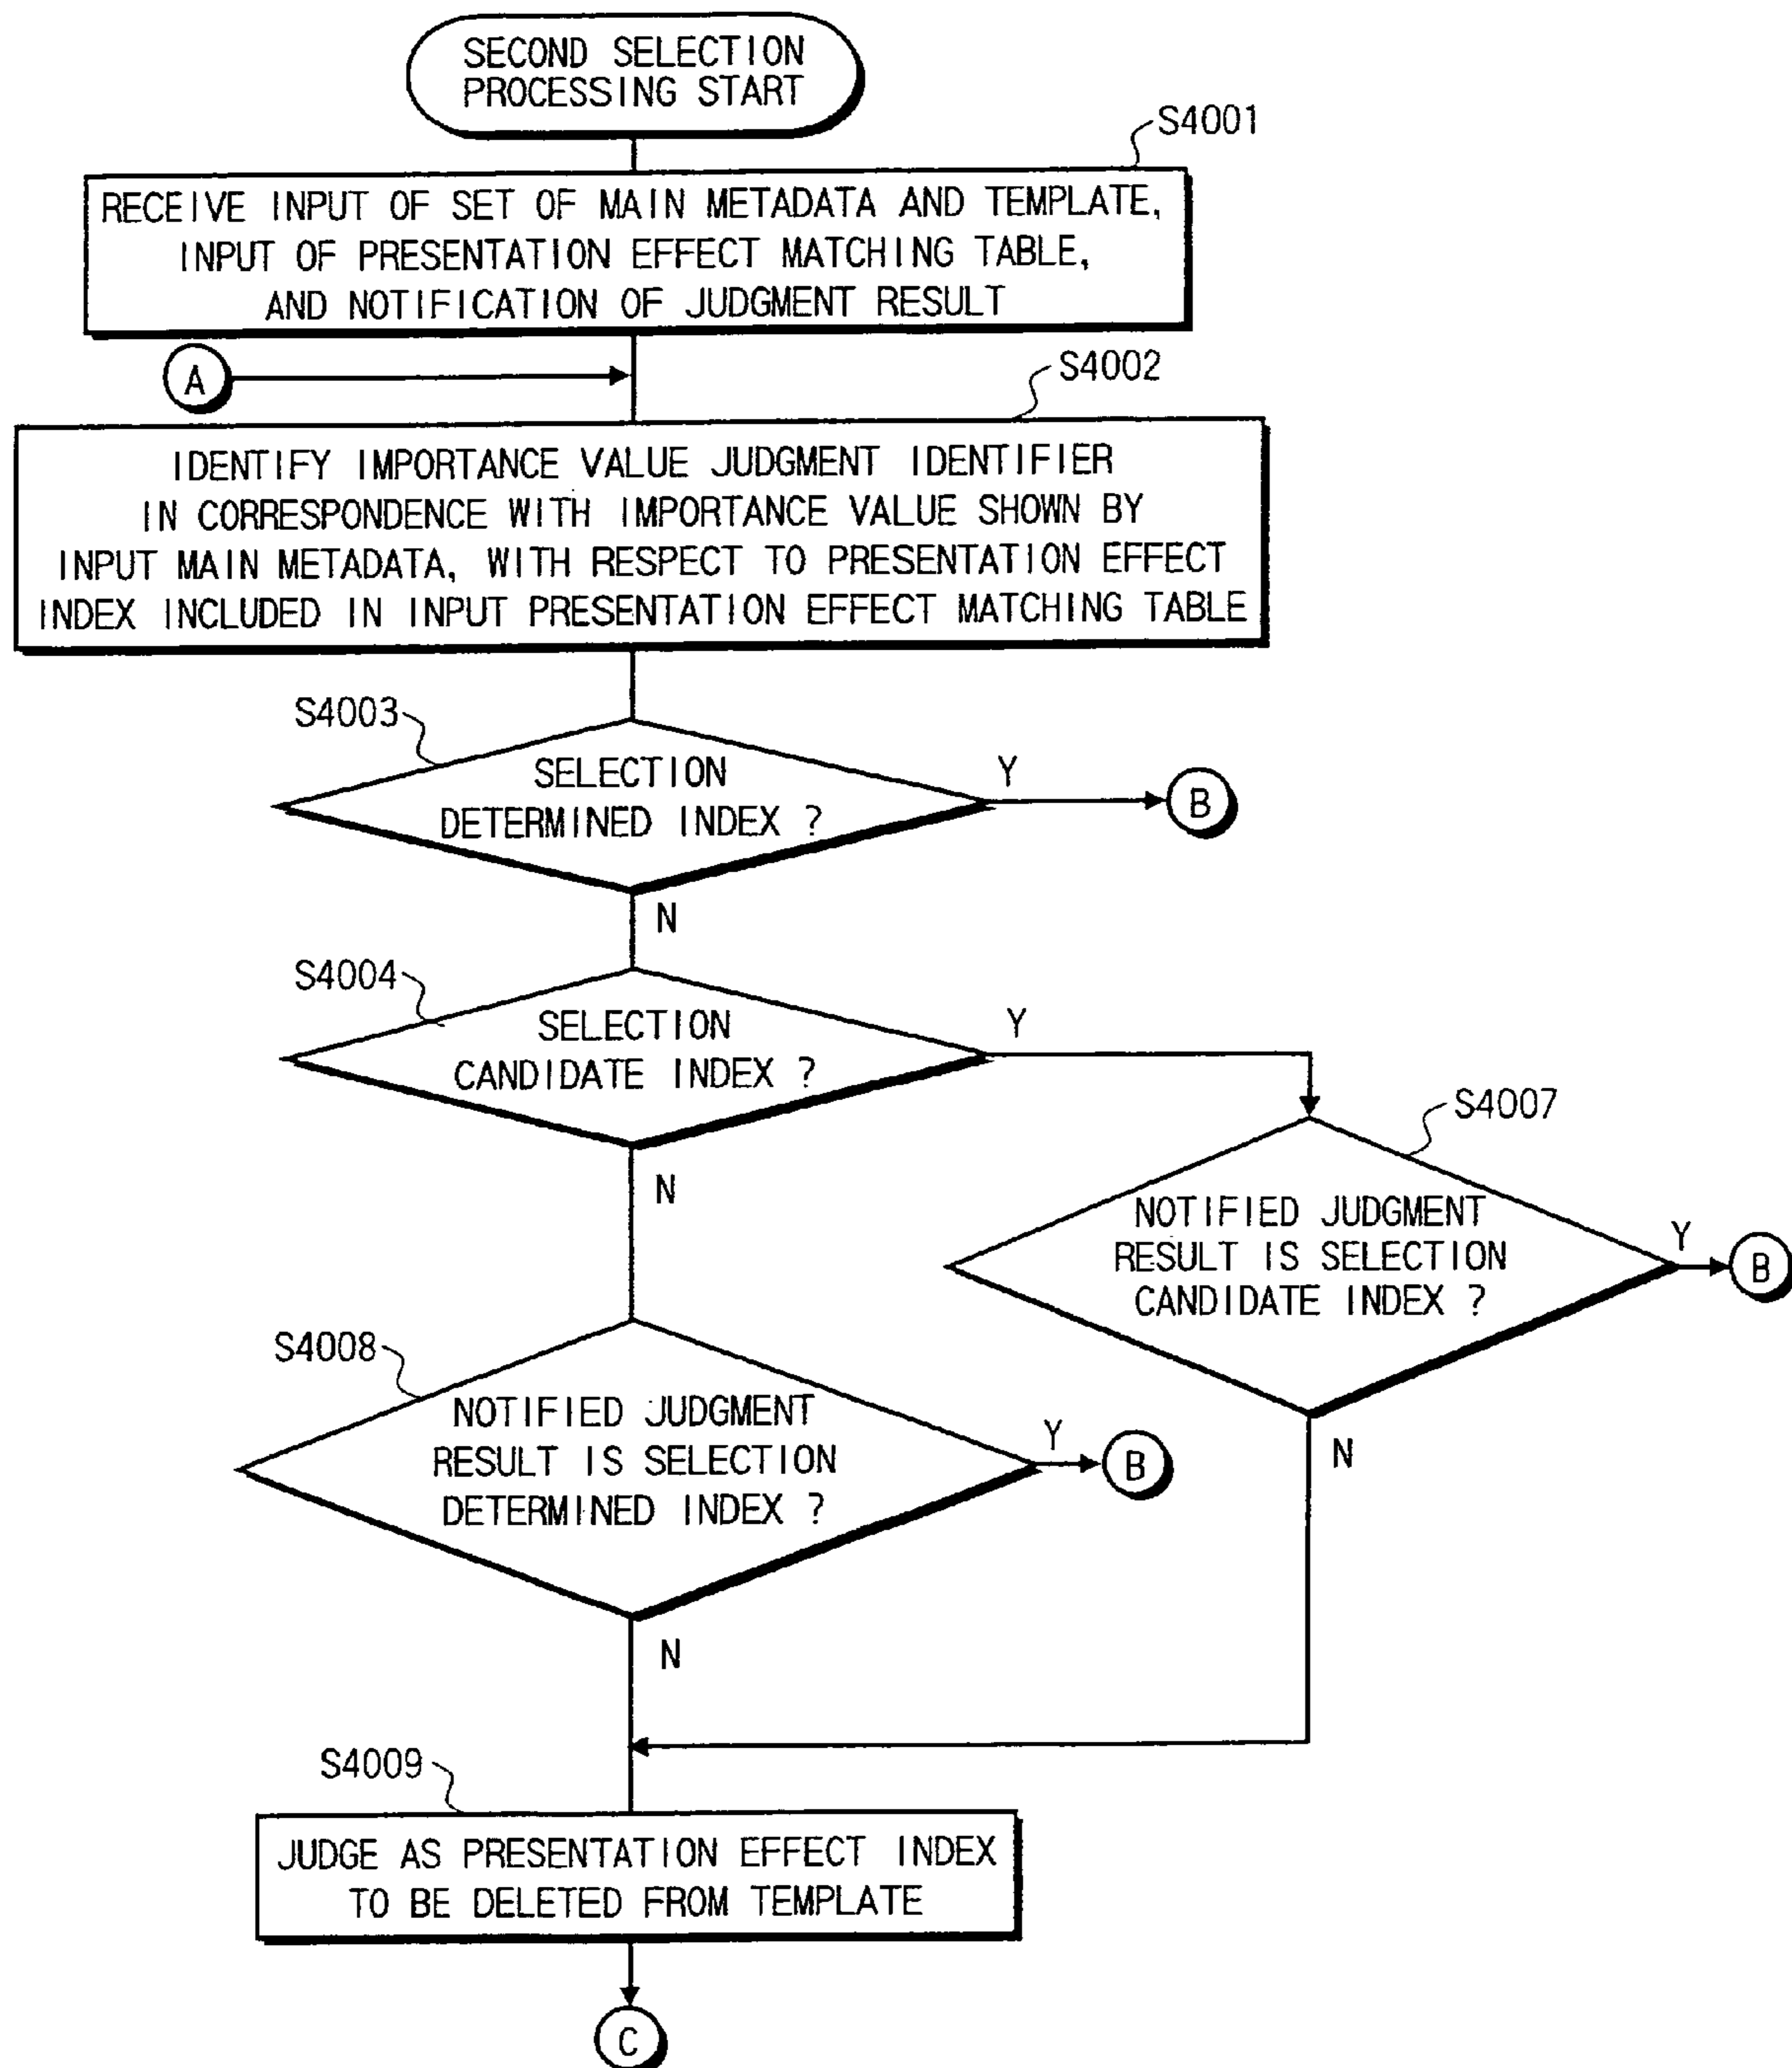 SECOND SELECTION
PROCESSING START
S4001
RECEIVE INPUT OF SET OF MAIN METADATA AND TEMPLATE,
INPUT OF PRESENTATION EFFECT MATCHING TABLE,
AND NOTIFICATION OF JUDGMENT RESULT
A
S4002
IDENTIFY IMPORTANCE VALUE JUDGMENT IDENTIFIER
IN CORRESPONDENCE WITH IMPORTANCE VALUE SHOWN BY
INPUT MAIN METADATA, WITH RESPECT TO PRESENTATION EFFECT
INDEX INCLUDED IN INPUT PRESENTATION EFFECT MATCHING TABLE
S4003
SELECTION
DETERMINED INDEX ?
Y
B
N
S4004
SELECTION
CANDIDATE INDEX ?
Y
N
S4007
NOTIFIED JUDGMENT
RESULT IS SELECTION
CANDIDATE INDEX ?
Y
B
N
S4008
NOTIFIED JUDGMENT
RESULT IS SELECTION
DETERMINED INDEX ?
Y
B
N
S4009
JUDGE AS PRESENTATION EFFECT INDEX
TO BE DELETED FROM TEMPLATE
C